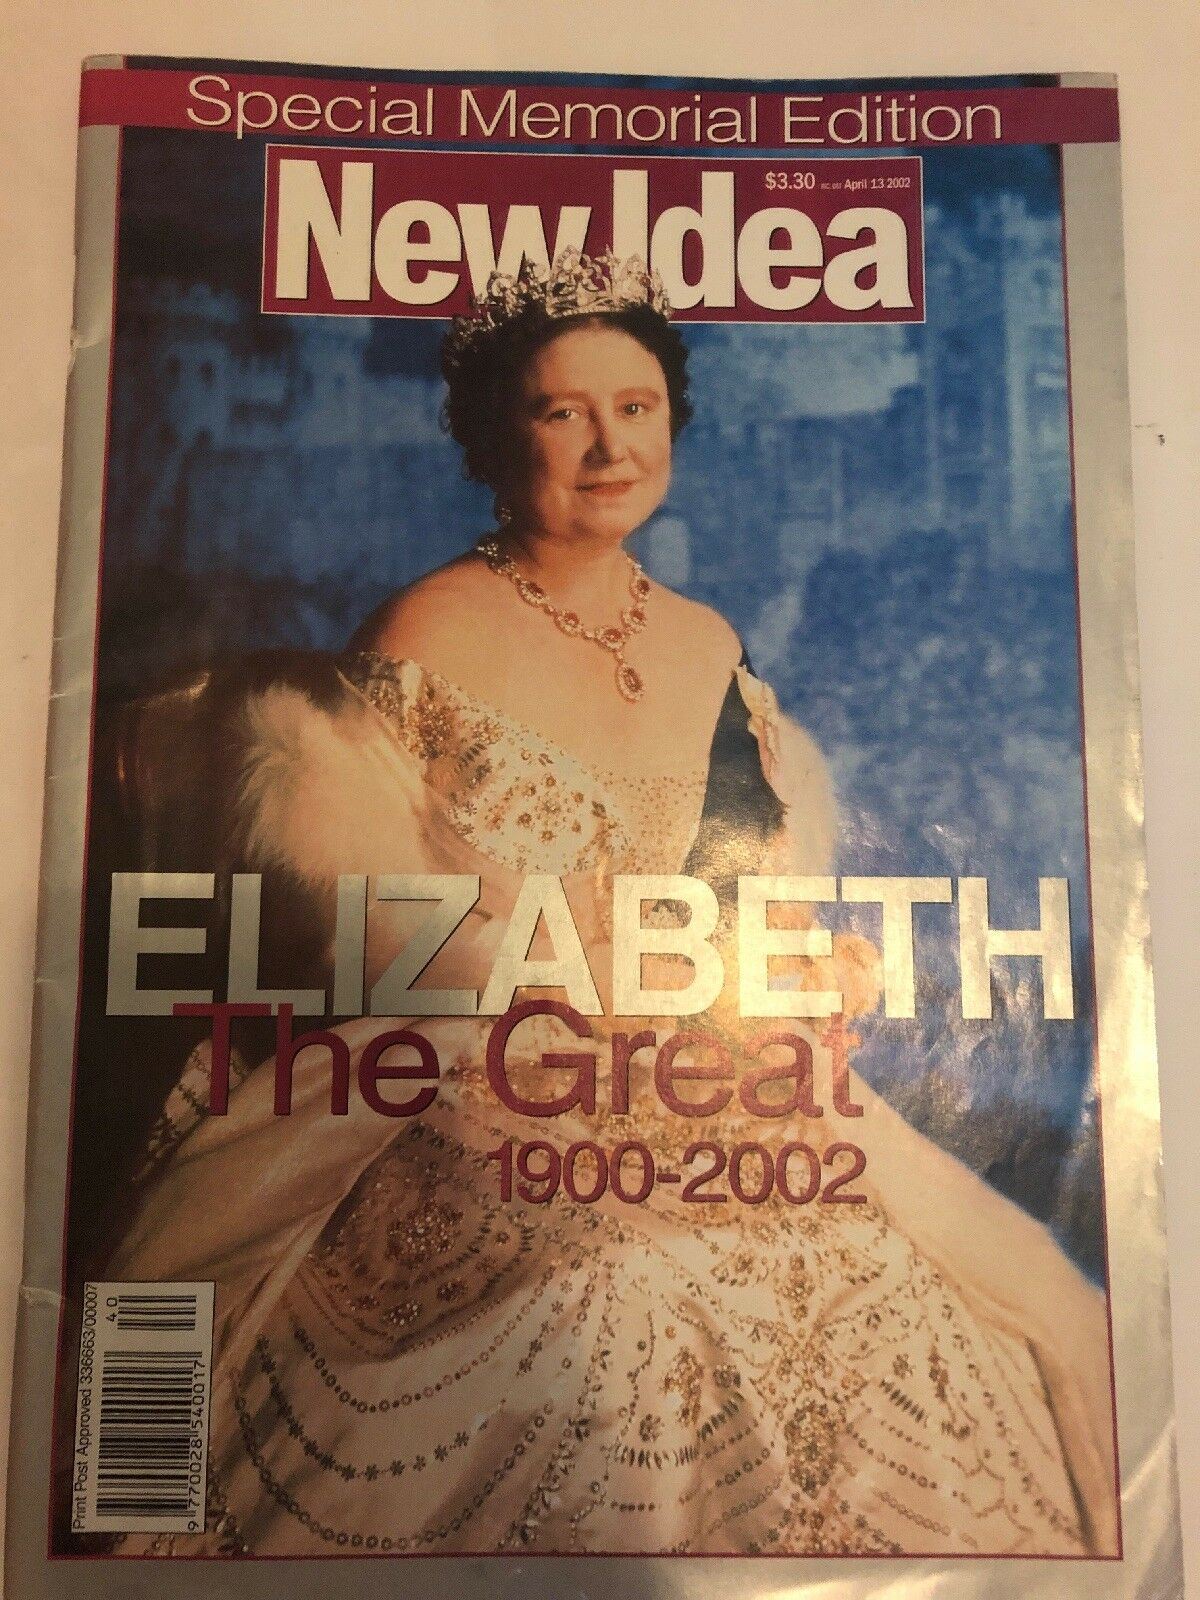 Special Memorial Edition
$3.30 April 13 2002
New Idea
ELIZABETH
The Great
1900-2002
Print Post Approved 336663/00007
40
9 770028 540017